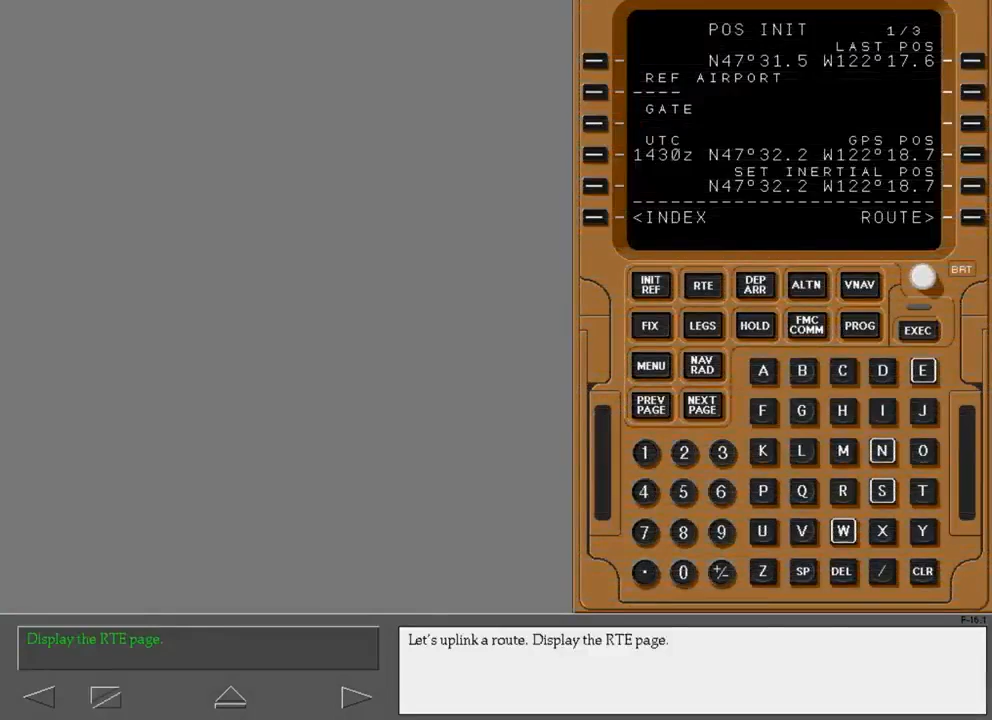 POS INIT 1/3
LAST POS
N47°31.5 W122°17.6
REF AIRPORT
----
GATE
UTC GPS POS
1430z N47°32.2 W122°18.7
SET INERTIAL POS
N47°32.2 W122°18.7
------------------------
<INDEX ROUTE>
BRT
INIT REF RTE DEP ARR ALTN VNAV
FIX LEGS HOLD FMC COMM PROG EXEC
MENU NAV RAD A B C D E
PREV PAGE NEXT PAGE F G H I J
1 2 3 K L M N O
4 5 6 P Q R S T
7 8 9 U V W X Y
. 0 +/- Z SP DEL / CLR
F-16.1
Display the RTE page.
Let's uplink a route. Display the RTE page.